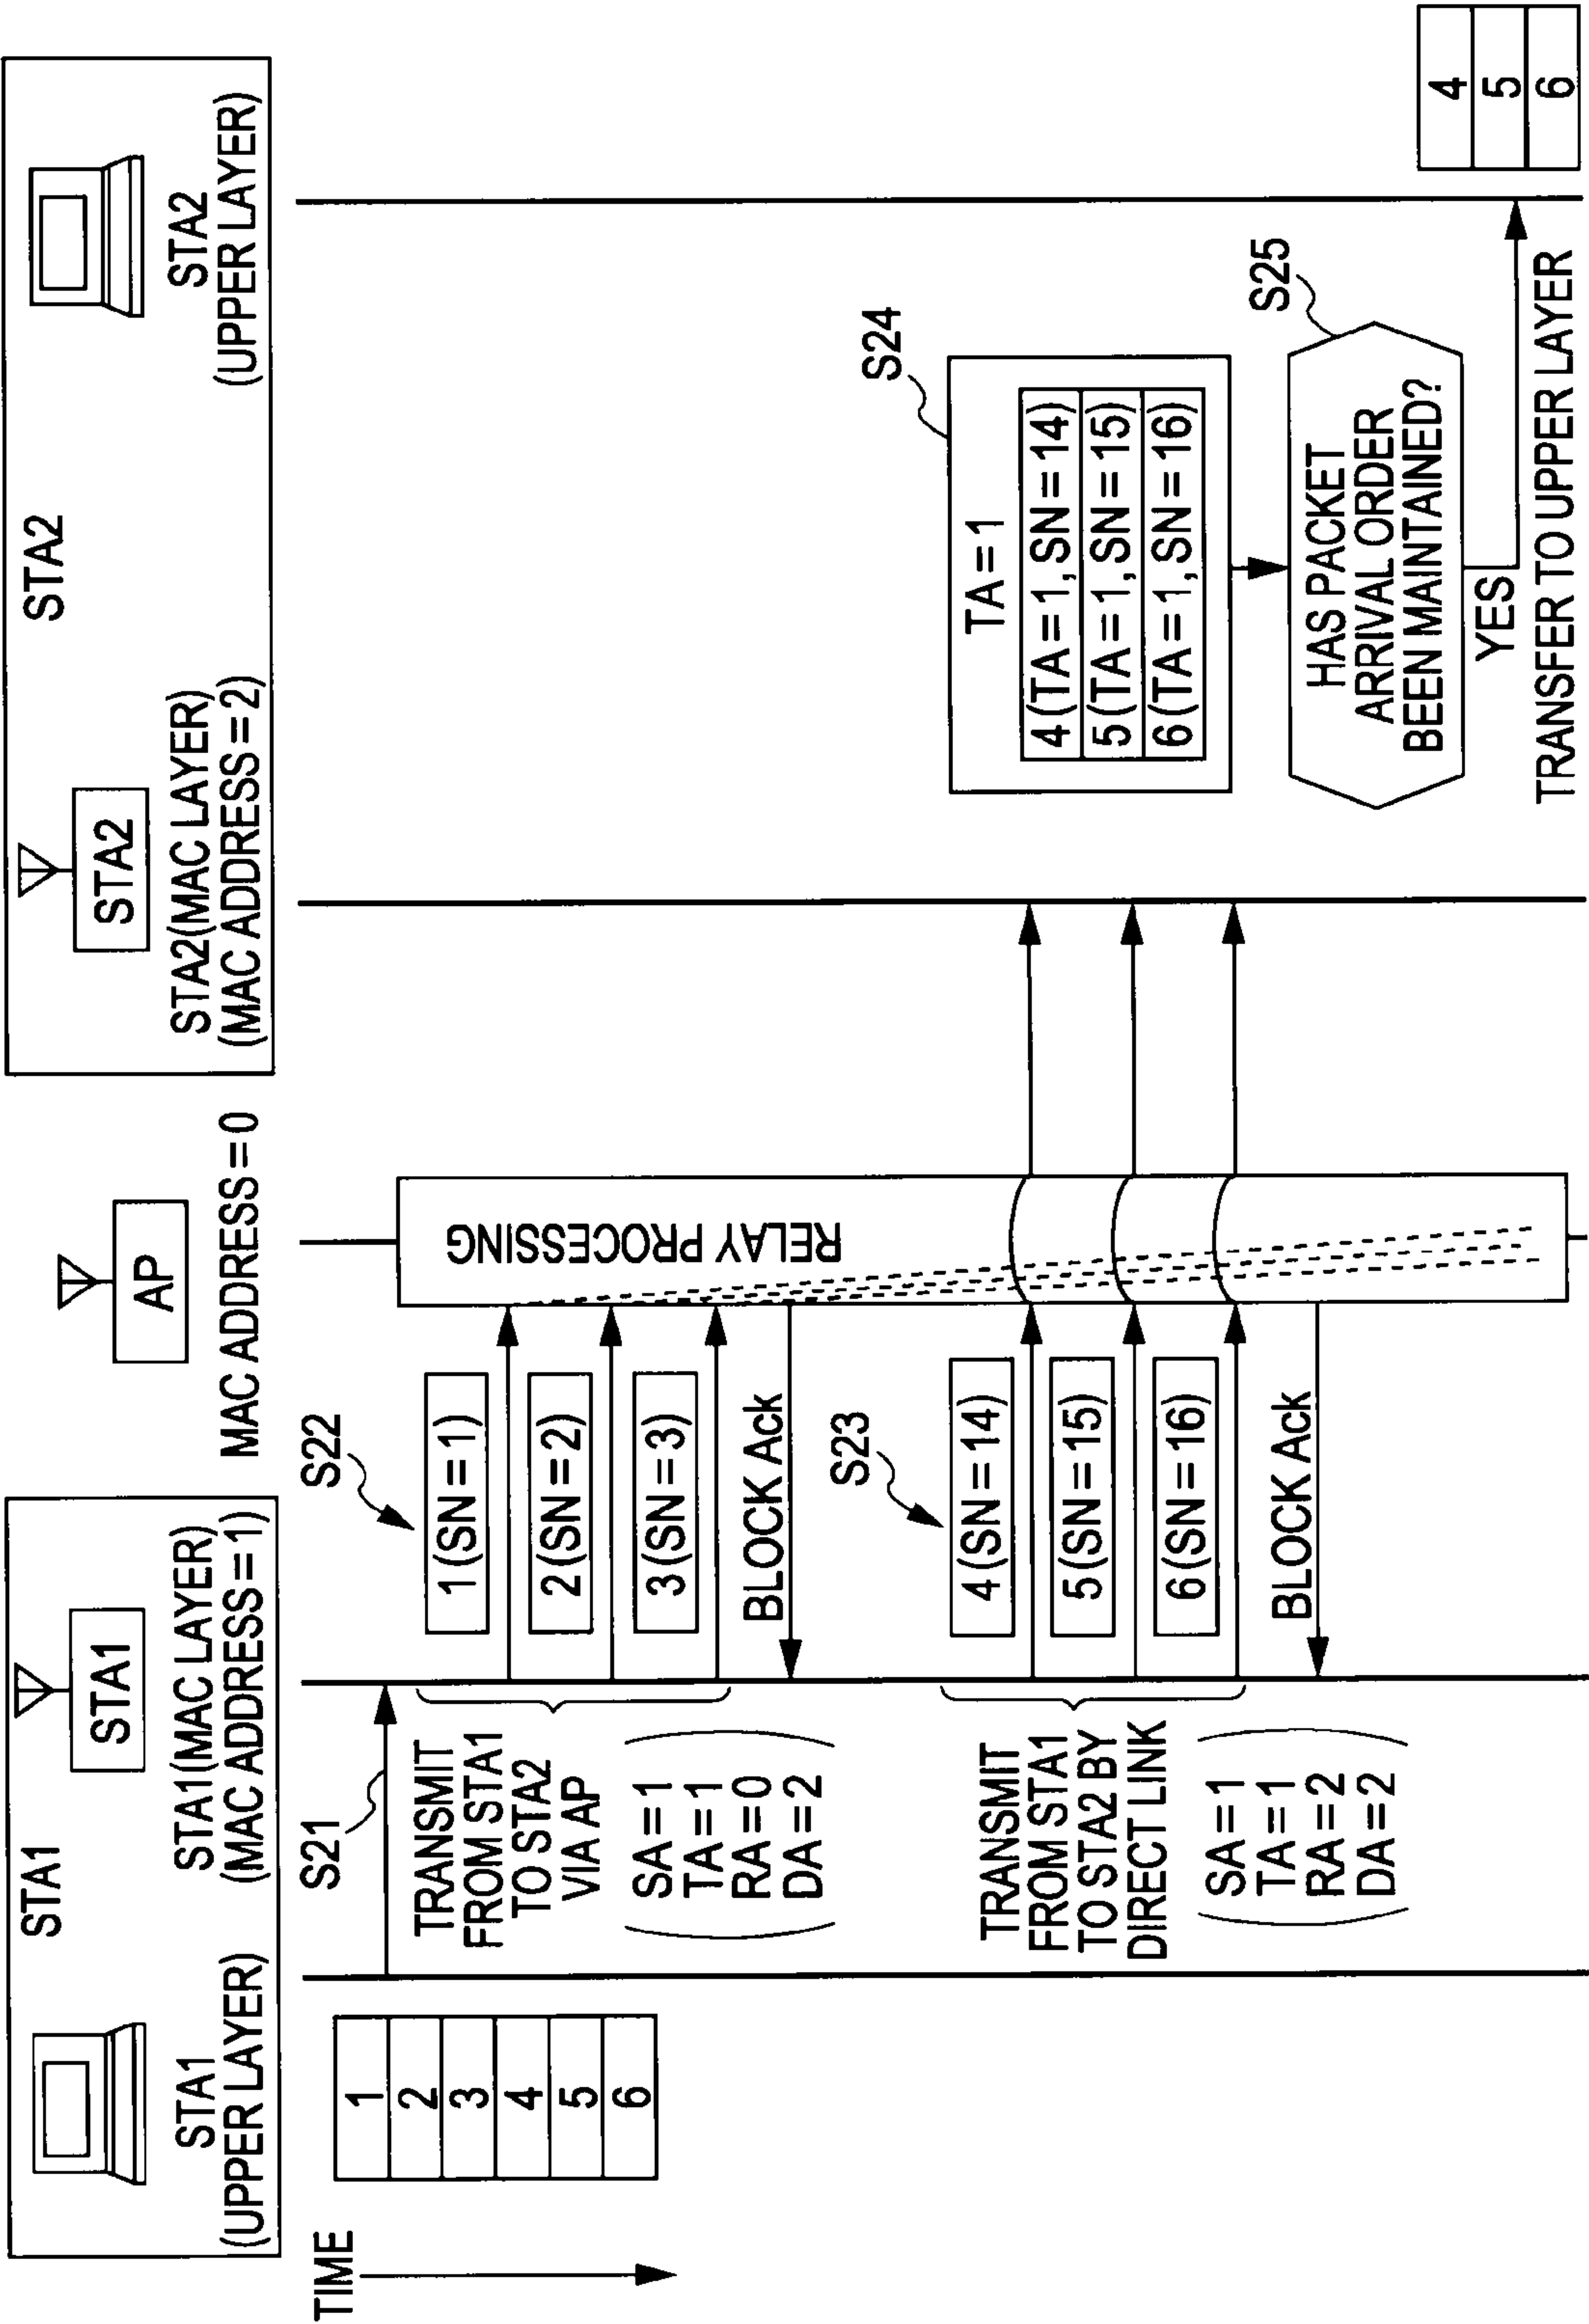 STA1
STA1
(UPPER LAYER)
STA1
STA1(MAC LAYER)
(MAC ADDRESS=1)
AP
MAC ADDRESS=0
STA2
STA2
STA2(MAC LAYER)
(MAC ADDRESS=2)
STA2
(UPPER LAYER)
TIME
1
2
3
4
5
6
S21
TRANSMIT
FROM STA1
TO STA2
VIA AP
SA=1
TA=1
RA=0
DA=2
S22
1(SN=1)
2(SN=2)
3(SN=3)
BLOCK Ack
RELAY PROCESSING
TRANSMIT
FROM STA1
TO STA2 BY
DIRECT LINK
SA=1
TA=1
RA=2
DA=2
S23
4(SN=14)
5(SN=15)
6(SN=16)
BLOCK Ack
S24
TA=1
4(TA=1,SN=14)
5(TA=1,SN=15)
6(TA=1,SN=16)
S25
HAS PACKET
ARRIVAL ORDER
BEEN MAINTAINED?
YES
TRANSFER TO UPPER LAYER
4
5
6